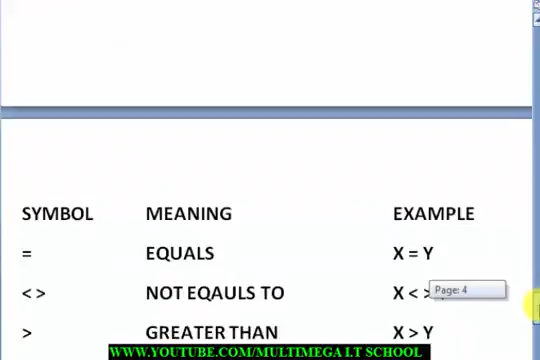 SYMBOL MEANING EXAMPLE
= EQUALS X = Y
< > NOT EQAULS TO X < >
Page: 4
> GREATER THAN X > Y
WWW.YOUTUBE.COM/MULTIMEGA I.T SCHOOL